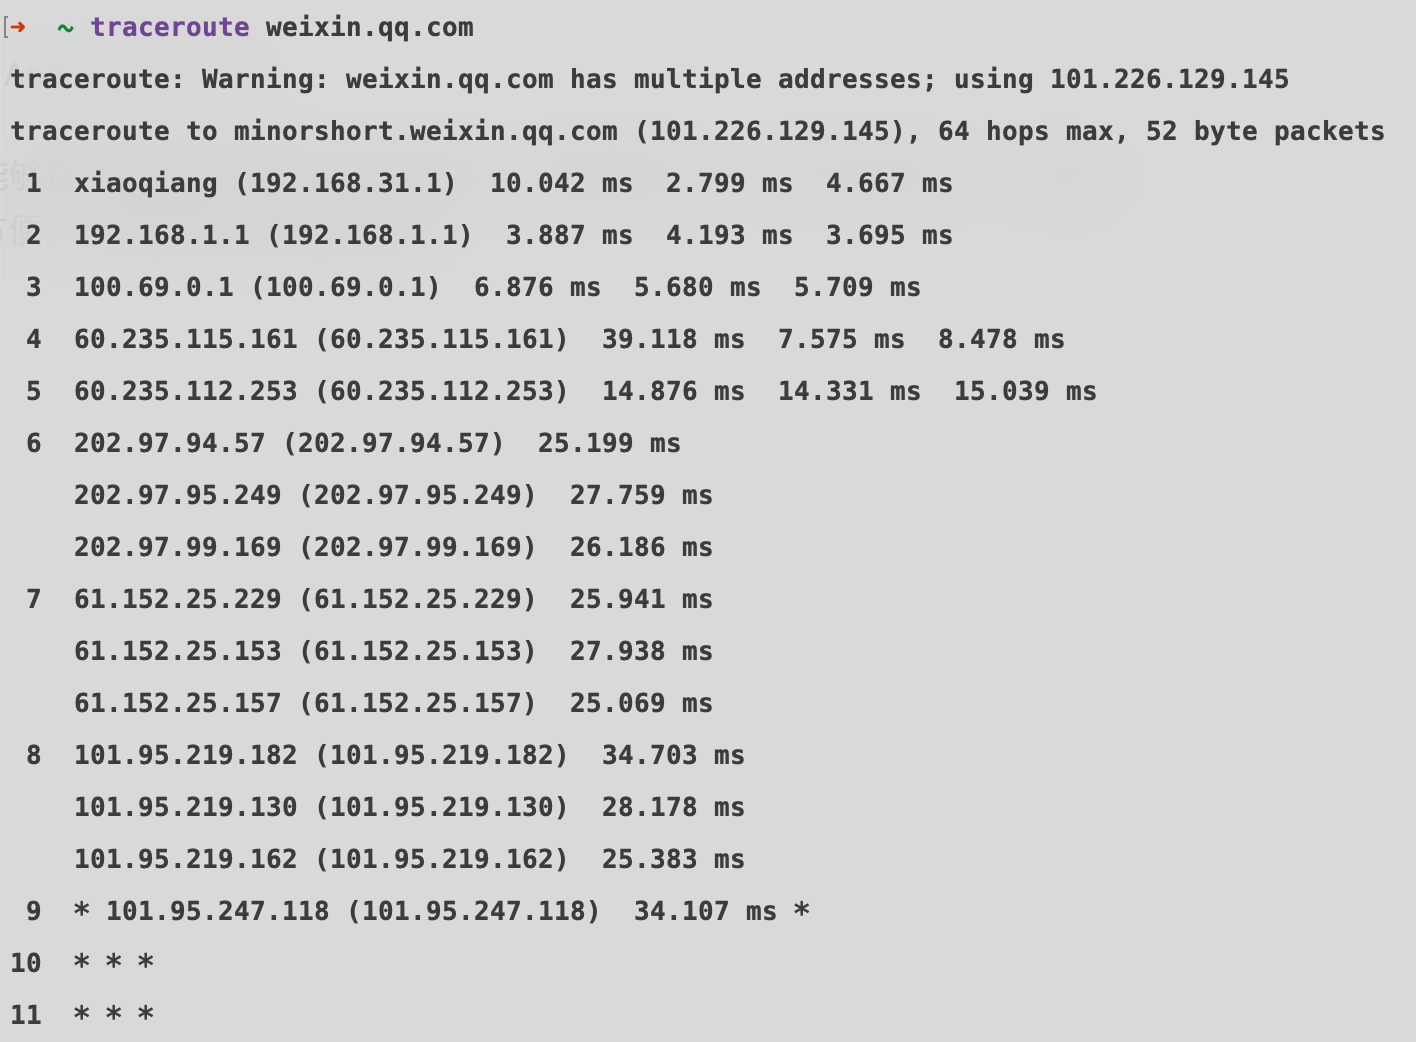 [➜  ~ traceroute weixin.qq.com
traceroute: Warning: weixin.qq.com has multiple addresses; using 101.226.129.145
traceroute to minorshort.weixin.qq.com (101.226.129.145), 64 hops max, 52 byte packets
 1  xiaoqiang (192.168.31.1)  10.042 ms  2.799 ms  4.667 ms
 2  192.168.1.1 (192.168.1.1)  3.887 ms  4.193 ms  3.695 ms
 3  100.69.0.1 (100.69.0.1)  6.876 ms  5.680 ms  5.709 ms
 4  60.235.115.161 (60.235.115.161)  39.118 ms  7.575 ms  8.478 ms
 5  60.235.112.253 (60.235.112.253)  14.876 ms  14.331 ms  15.039 ms
 6  202.97.94.57 (202.97.94.57)  25.199 ms
    202.97.95.249 (202.97.95.249)  27.759 ms
    202.97.99.169 (202.97.99.169)  26.186 ms
 7  61.152.25.229 (61.152.25.229)  25.941 ms
    61.152.25.153 (61.152.25.153)  27.938 ms
    61.152.25.157 (61.152.25.157)  25.069 ms
 8  101.95.219.182 (101.95.219.182)  34.703 ms
    101.95.219.130 (101.95.219.130)  28.178 ms
    101.95.219.162 (101.95.219.162)  25.383 ms
 9  * 101.95.247.118 (101.95.247.118)  34.107 ms *
10  * * *
11  * * *